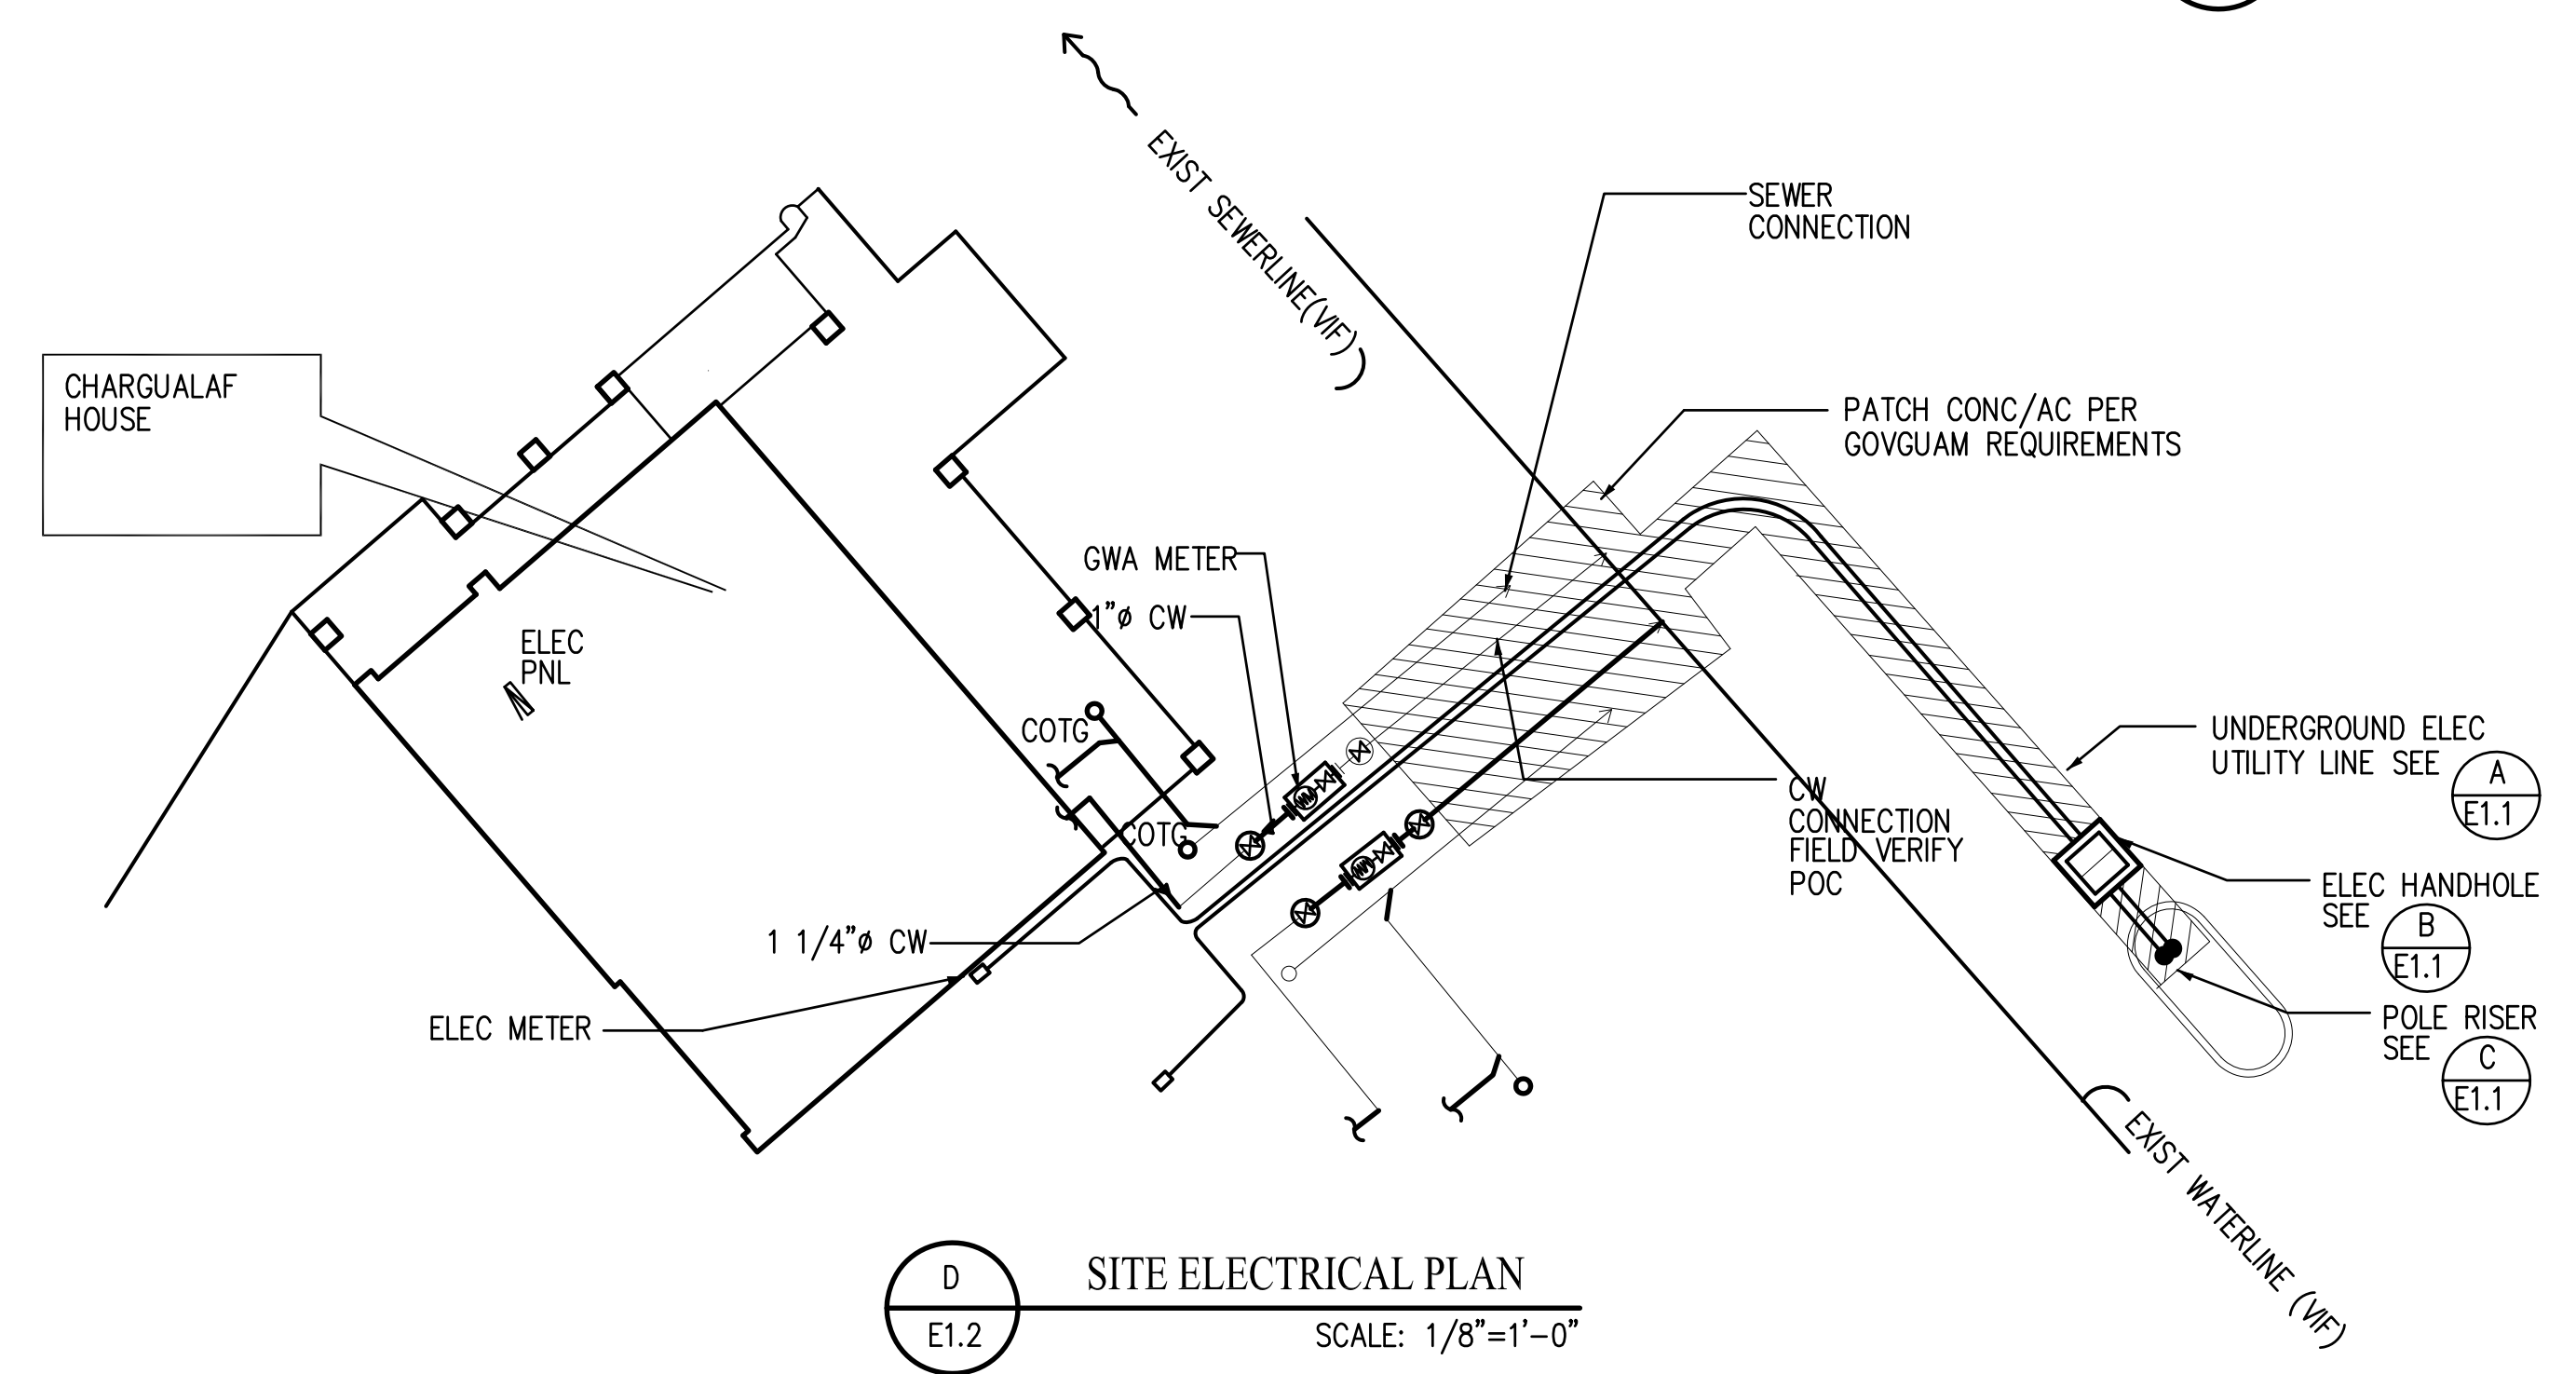 EXIST SEWERLINE(VIF)
SEWER
CONNECTION
CHARGUALAF
HOUSE
PATCH CONC/AC PER
GOVGUAM REQUIREMENTS
GWA METER
1"ø CW
ELEC
PNL
COTG
COTG
UNDERGROUND ELEC
UTILITY LINE SEE
A
E1.1
CW
CONNECTION
FIELD VERIFY
POC
ELEC HANDHOLE
SEE
B
E1.1
1 1/4"ø CW
ELEC METER
POLE RISER
SEE
C
E1.1
EXIST WATERLINE (VIF)
D
E1.2
SITE ELECTRICAL PLAN
SCALE: 1/8"=1'-0"